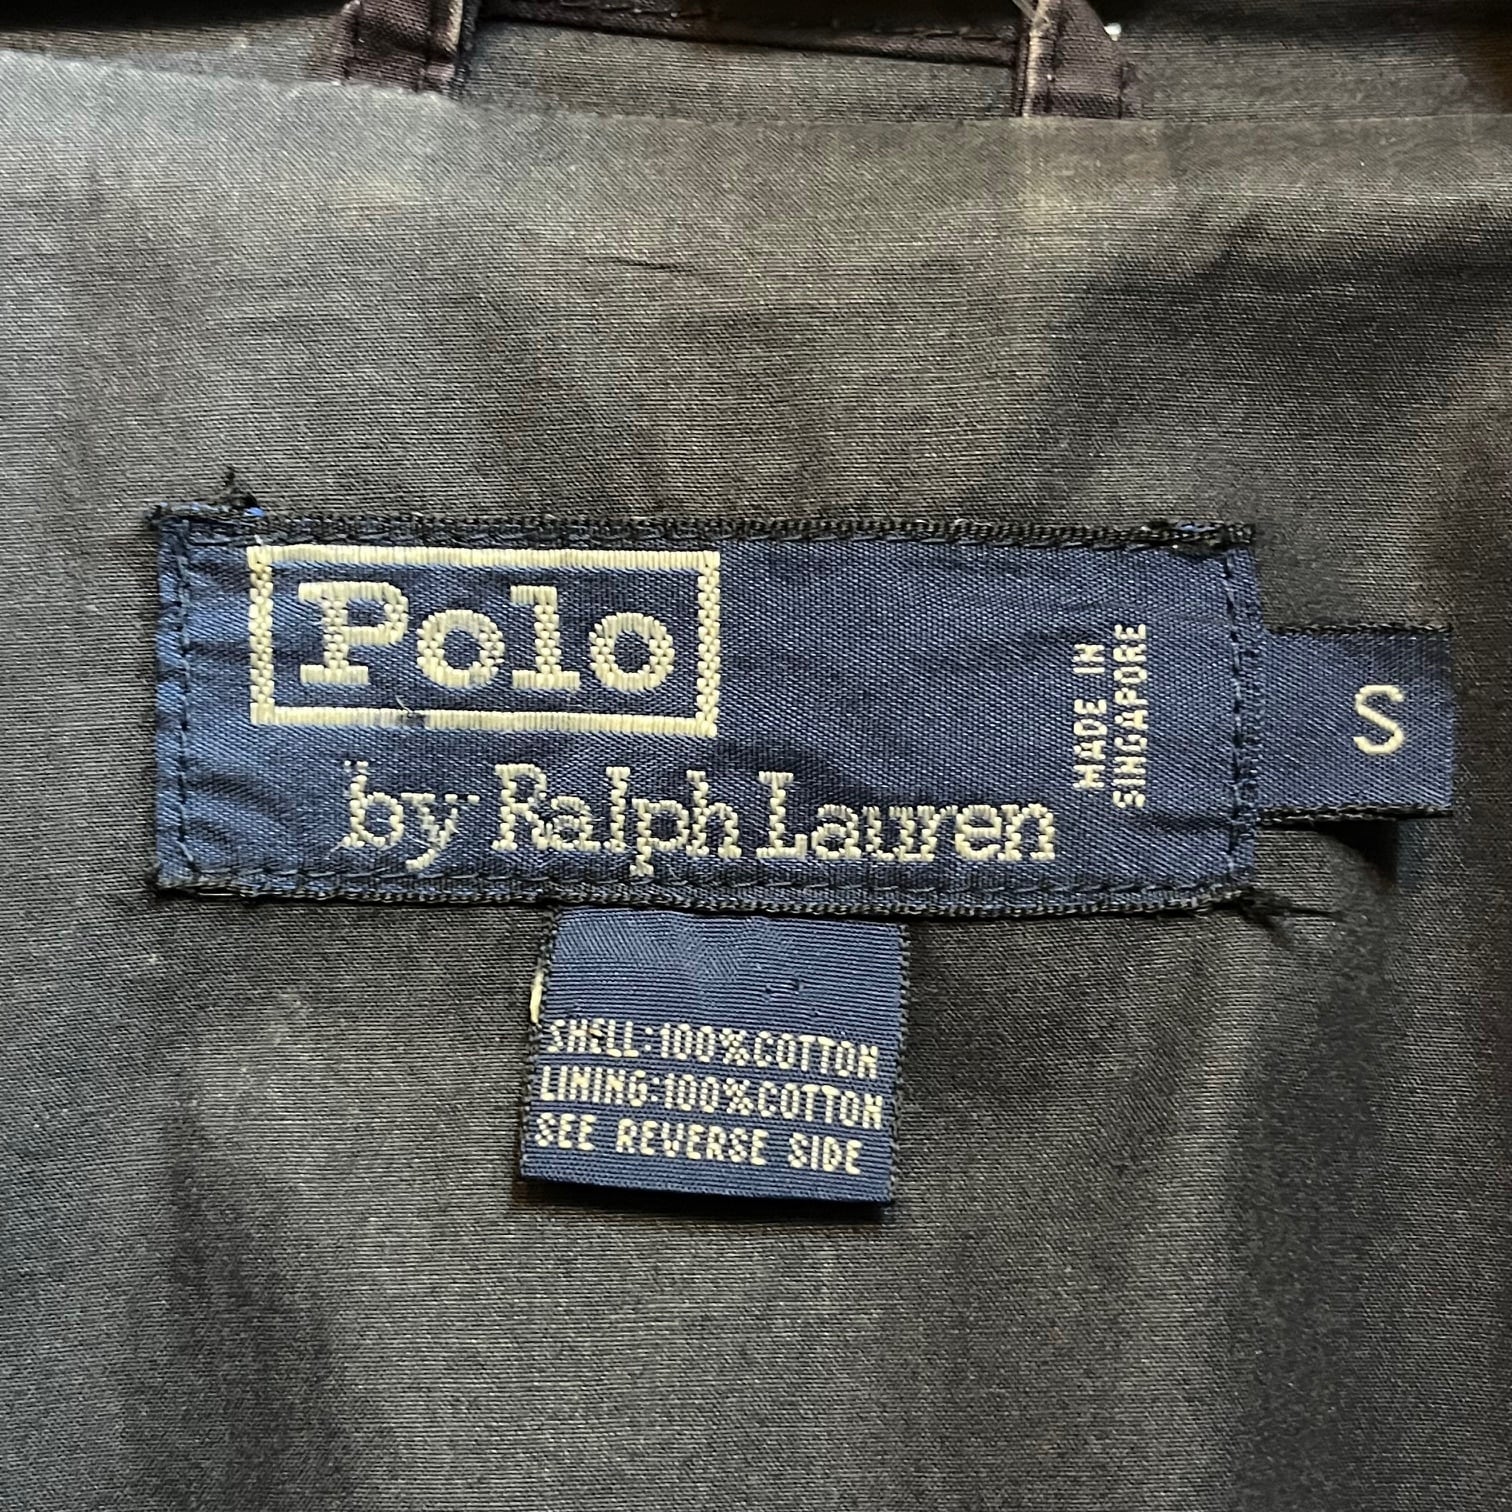 Polo
by Ralph Lauren
MADE IN
SINGAPORE
S
SHELL:100%COTTON
LINING:100%COTTON
SEE REVERSE SIDE